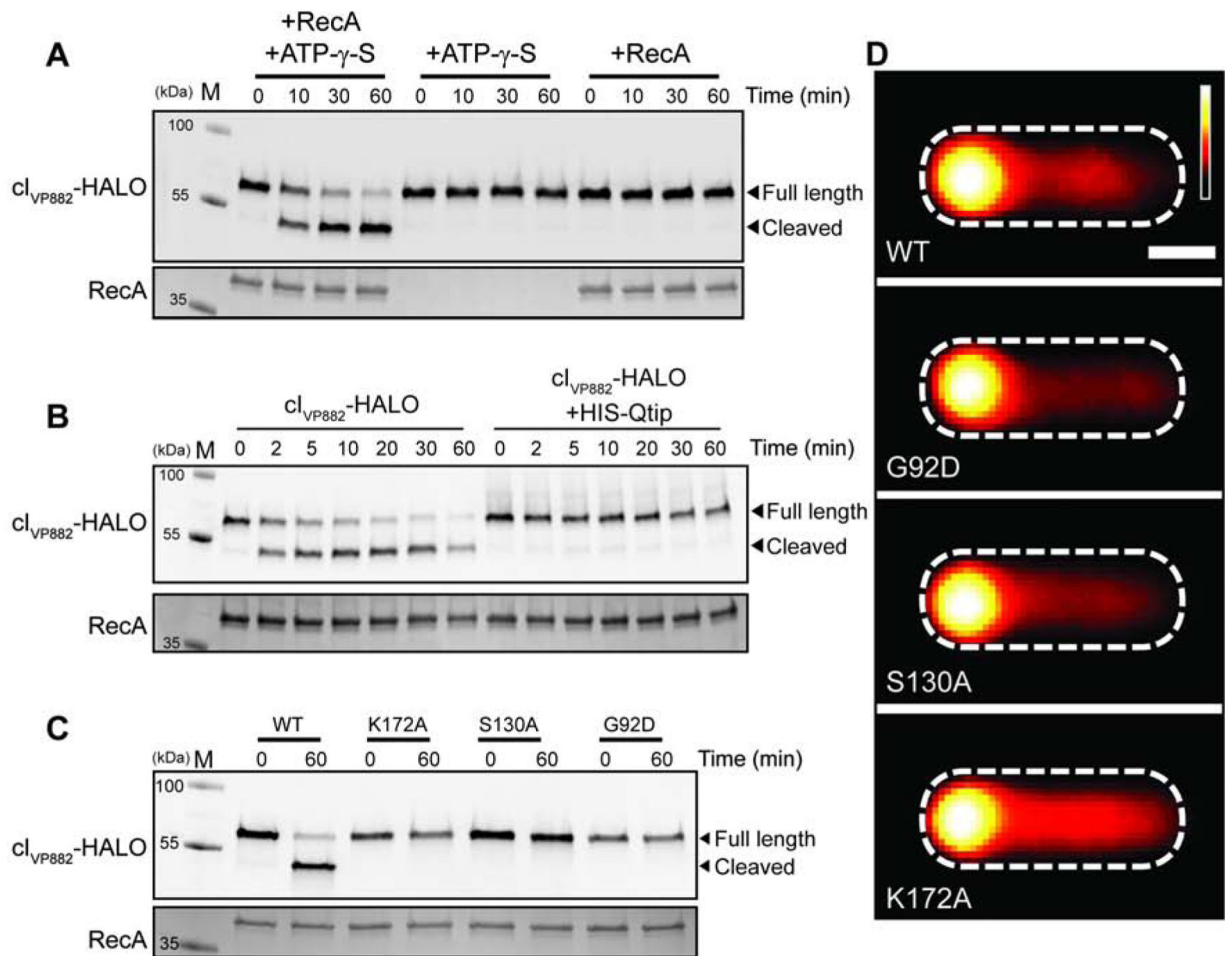 A
+RecA
+ATP-γ-S
+ATP-γ-S
+RecA
(kDa) M 0 10 30 60 0 10 30 60 0 10 30 60 Time (min)
100
cI_VP882-HALO
55
Full length
Cleaved
RecA
35
B
cI_VP882-HALO
cI_VP882-HALO
+HIS-Qtip
(kDa) M 0 2 5 10 20 30 60 0 2 5 10 20 30 60 Time (min)
100
cI_VP882-HALO
55
Full length
Cleaved
RecA
35
C
WT K172A S130A G92D
(kDa) M 0 60 0 60 0 60 0 60 Time (min)
100
cI_VP882-HALO
55
Full length
Cleaved
RecA
35
D
WT
G92D
S130A
K172A